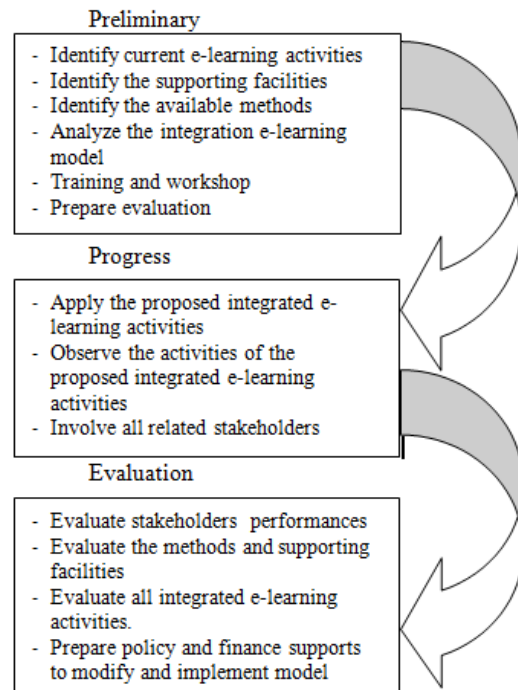 Preliminary
- Identify current e-learning activities
- Identify the supporting facilities
- Identify the available methods
- Analyze the integration e-learning
model
- Training and workshop
- Prepare evaluation
Progress
- Apply the proposed integrated e-
learning activities
- Observe the activities of the
proposed integrated e-learning
activities
- Involve all related stakeholders
Evaluation
- Evaluate stakeholders performances
- Evaluate the methods and supporting
facilities
- Evaluate all integrated e-learning
activities.
- Prepare policy and finance supports
to modify and implement model